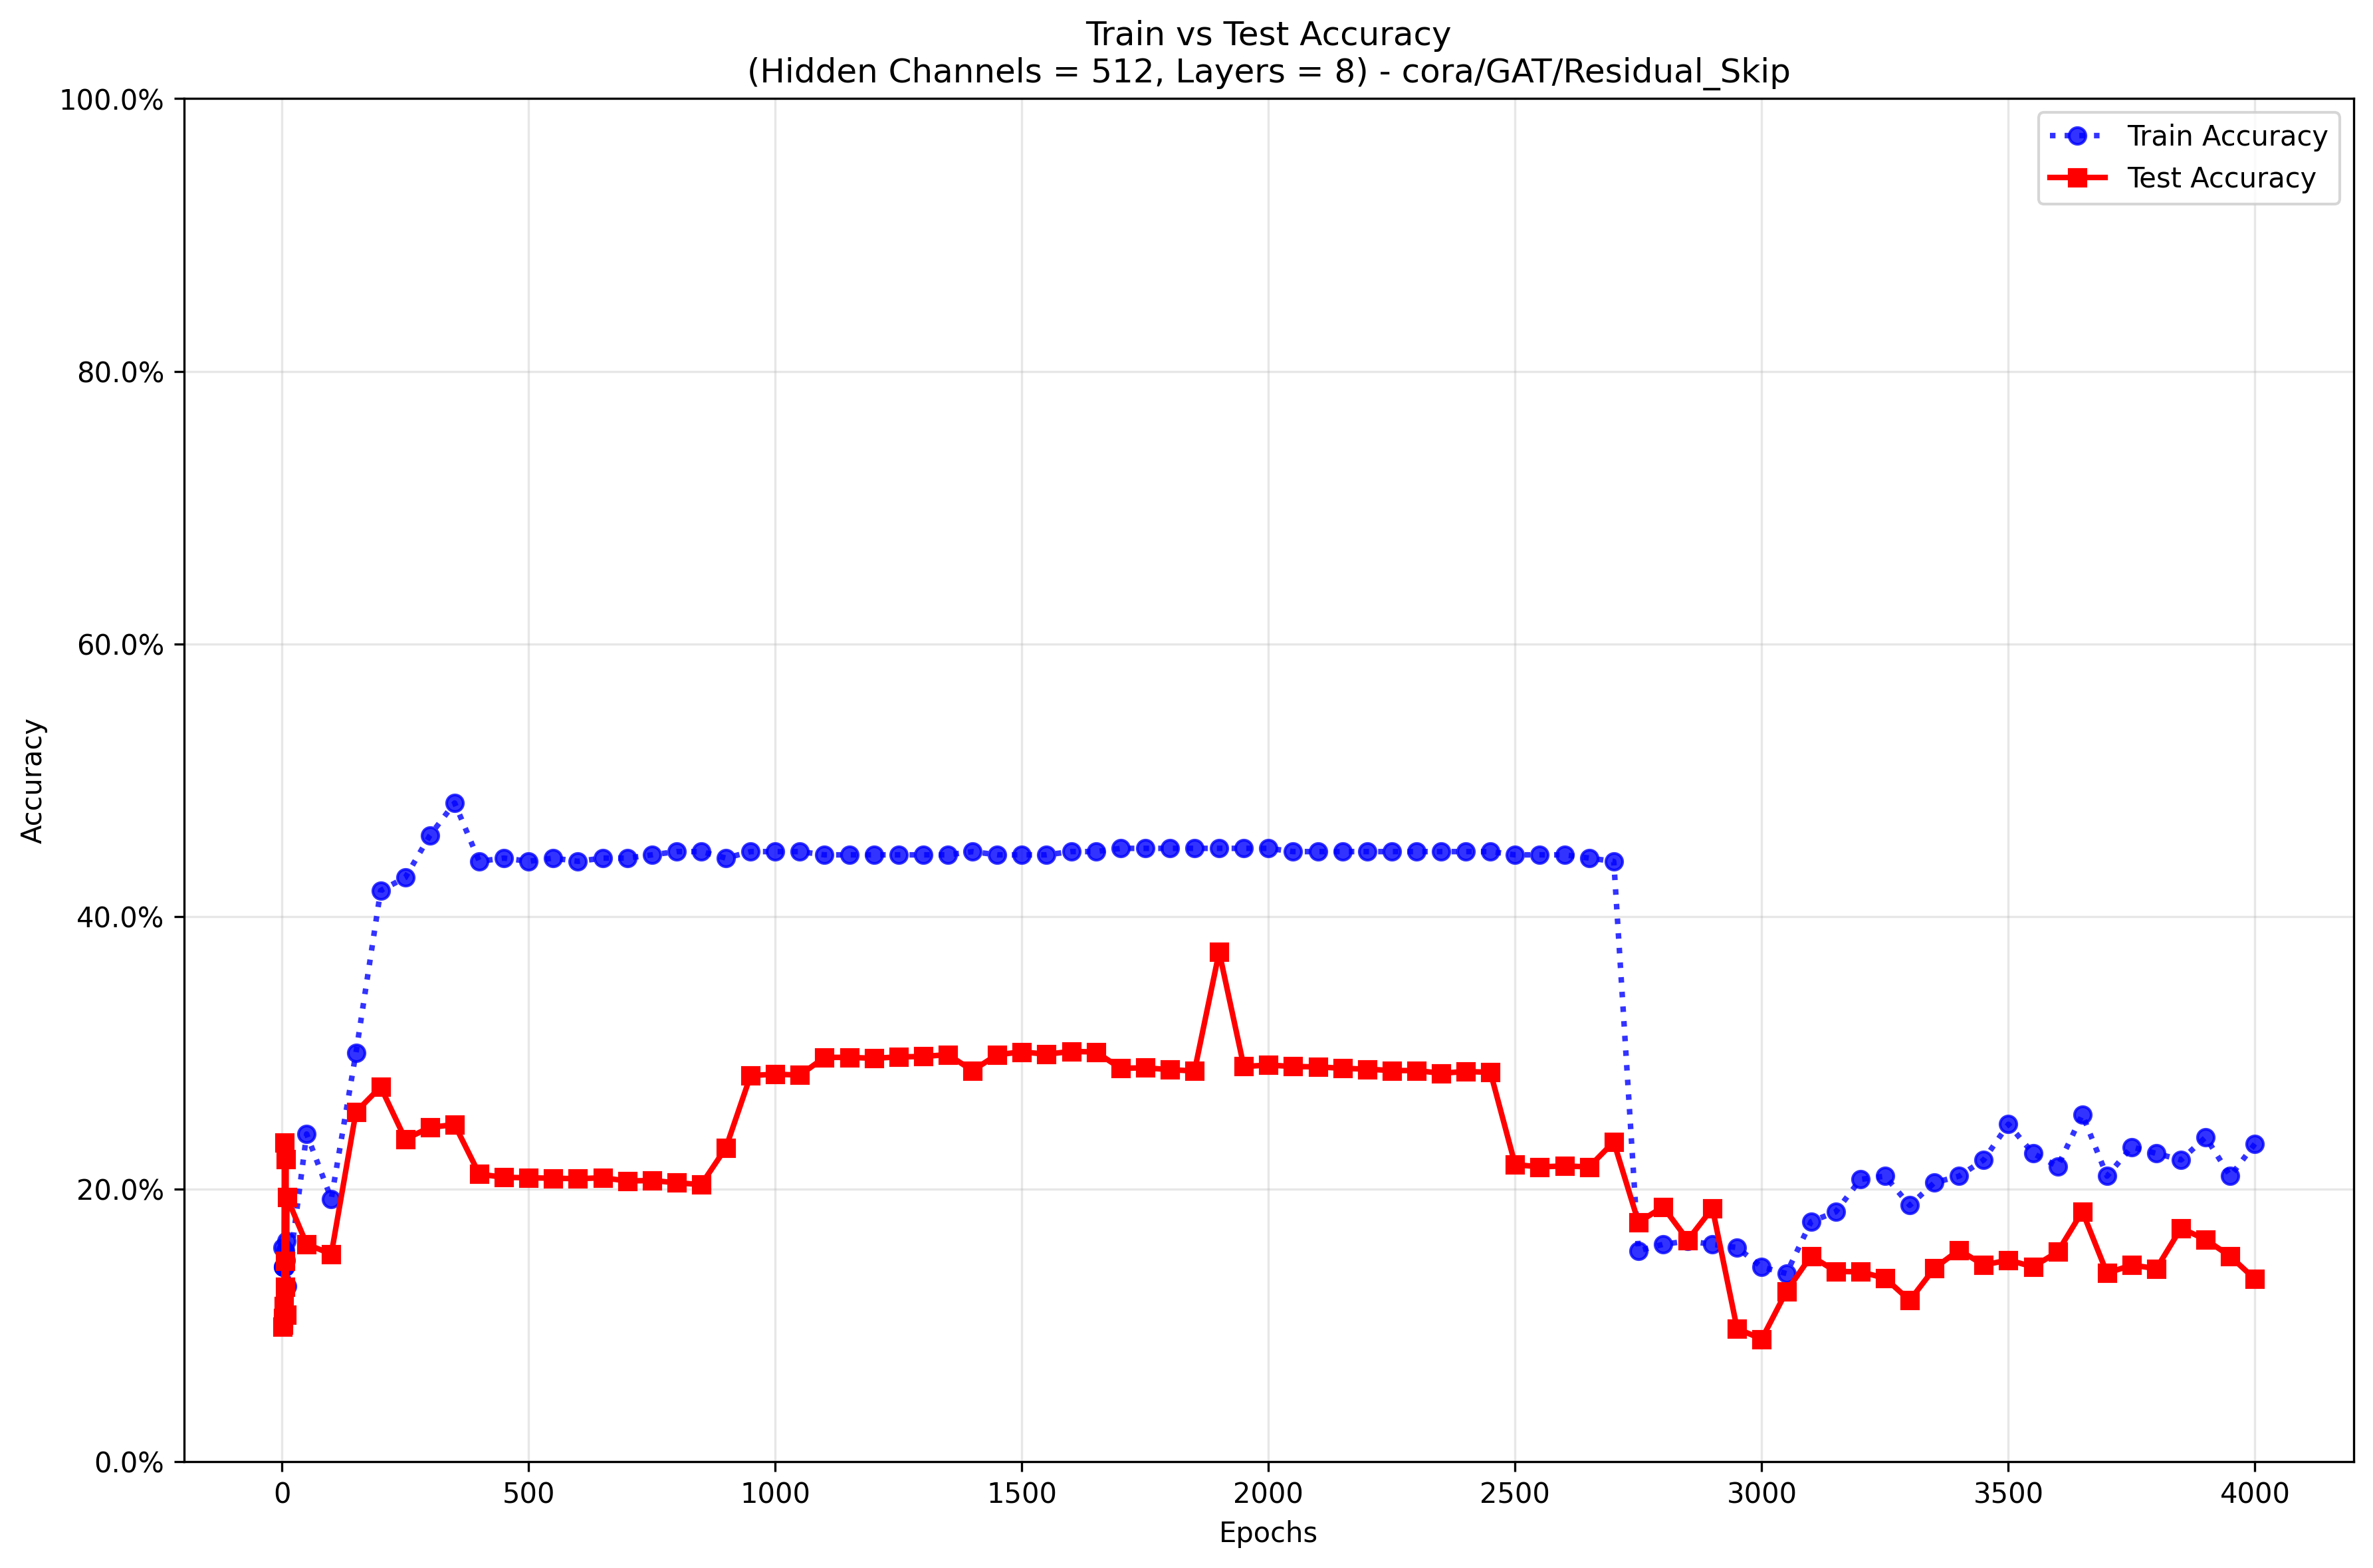 Train vs Test Accuracy
(Hidden Channels = 512, Layers = 8) - cora/GAT/Residual_Skip
Train Accuracy
Test Accuracy
Accuracy
100.0%
80.0%
60.0%
40.0%
20.0%
0.0%
0 500 1000 1500 2000 2500 3000 3500 4000
Epochs